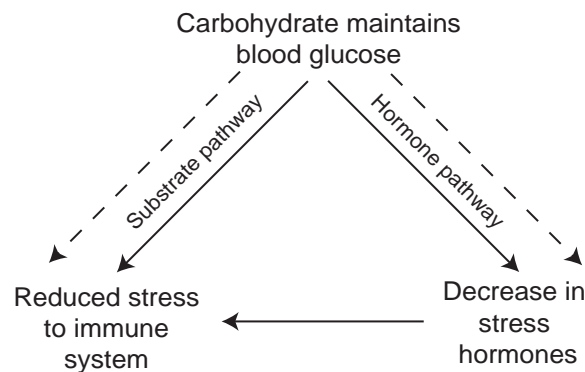 Carbohydrate maintains
blood glucose
Substrate pathway
Hormone pathway
Reduced stress
to immune
system
Decrease in
stress
hormones